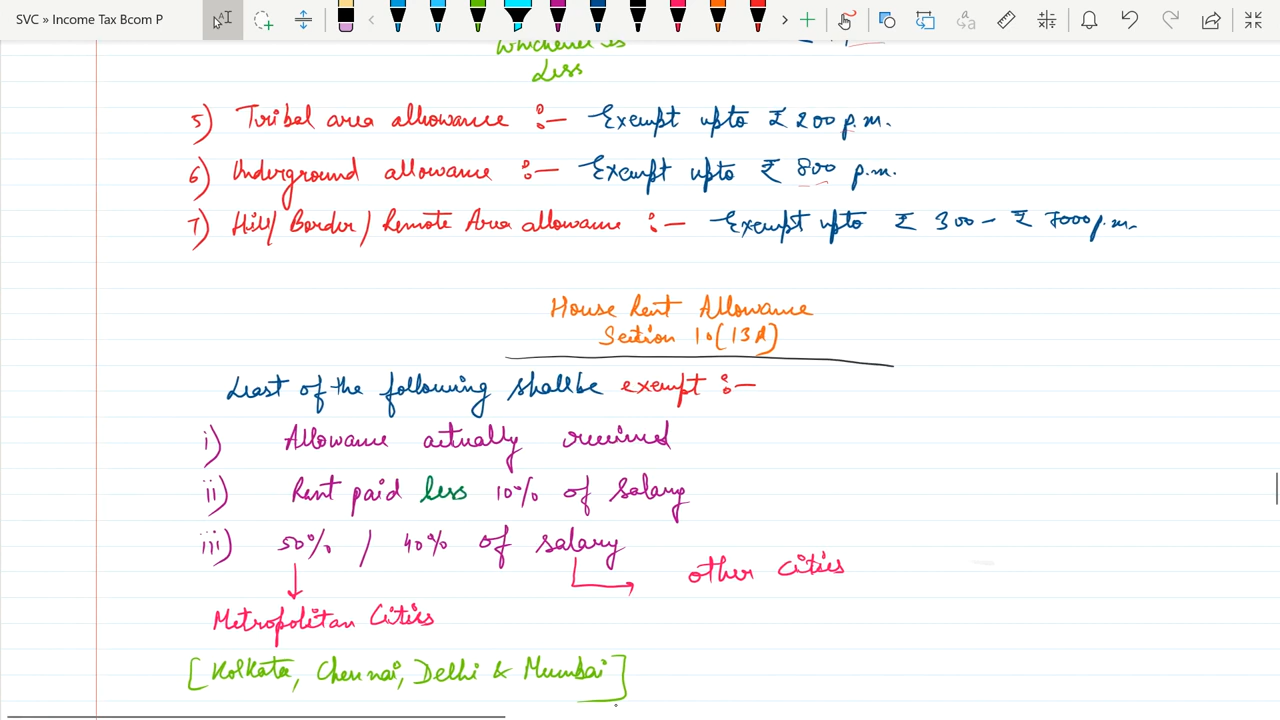 SVC » Income Tax Bcom P
whichever is
Less
5) Tribal area allowance :- Exempt upto ₹ 200 p.m.
6) Underground allowance :- Exempt upto ₹ 800 p.m.
7) Hill/ Border / Remote Area allowance :- Exempt upto ₹ 300 - ₹ 7000 p.m.
House Rent Allowance
Section 10(13A)
Least of the following shall be exempt :-
i) Allowance actually received
ii) Rent paid less 10% of salary
iii) 50% / 40% of salary
other cities
Metropolitan Cities
[Kolkata, Chennai, Delhi & Mumbai]